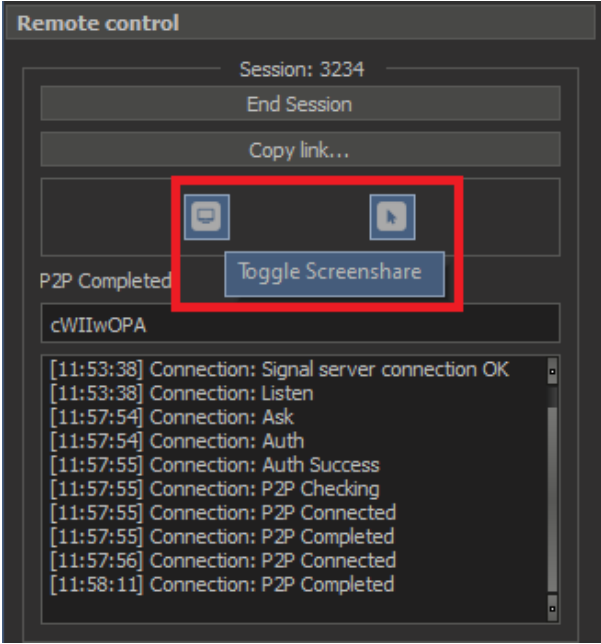 Remote control
Session: 3234
End Session
Copy link...
Toggle Screenshare
P2P Completed
cWIIwOPA
[11:53:38] Connection: Signal server connection OK
[11:53:38] Connection: Listen
[11:57:54] Connection: Ask
[11:57:54] Connection: Auth
[11:57:55] Connection: Auth Success
[11:57:55] Connection: P2P Checking
[11:57:55] Connection: P2P Connected
[11:57:55] Connection: P2P Completed
[11:57:56] Connection: P2P Connected
[11:58:11] Connection: P2P Completed